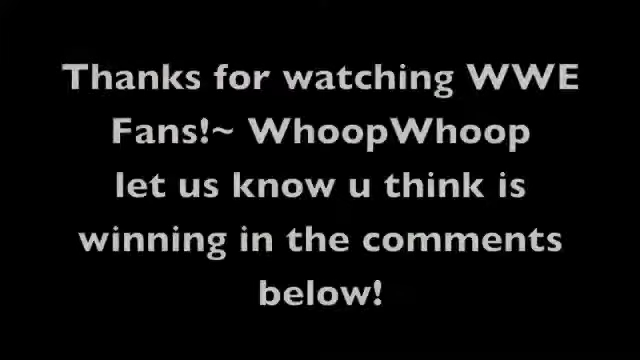 Thanks for watching WWE
Fans!~ WhoopWhoop
let us know u think is
winning in the comments
below!